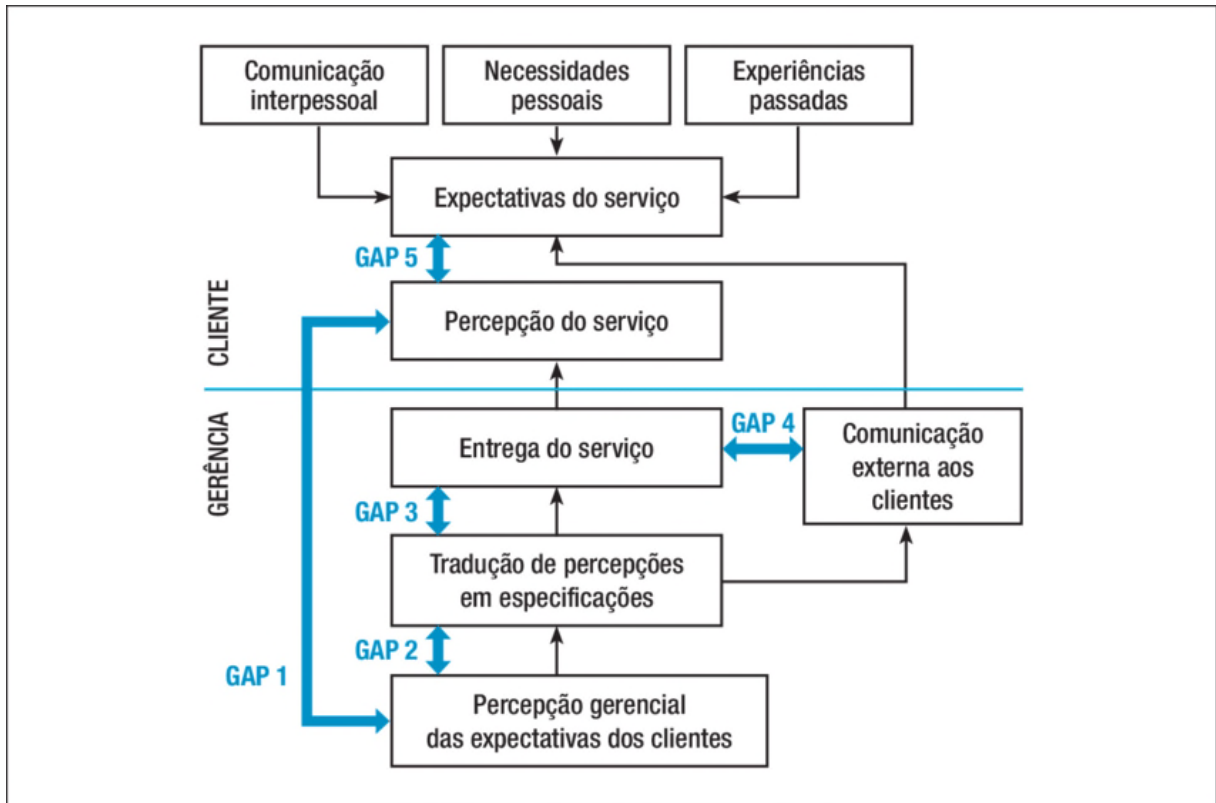 Comunicação
interpessoal
Necessidades
pessoais
Experiências
passadas
Expectativas do serviço
GAP 5
CLIENTE
Percepção do serviço
GERÊNCIA
Entrega do serviço
GAP 4
Comunicação
externa aos
clientes
GAP 3
Tradução de percepções
em especificações
GAP 2
GAP 1
Percepção gerencial
das expectativas dos clientes